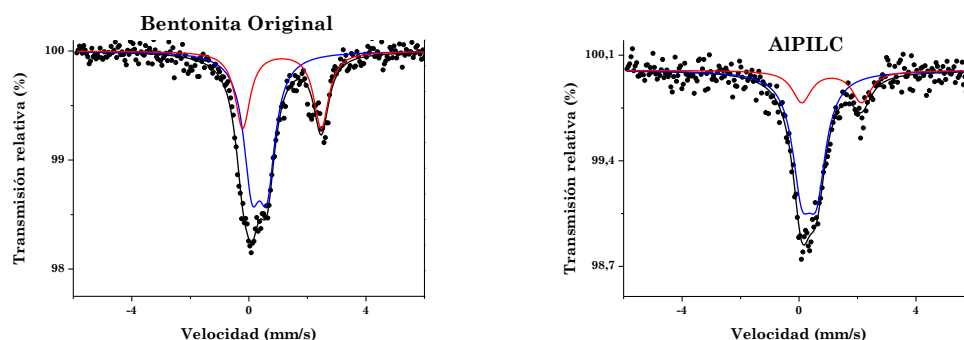 Bentonita Original
100
99
98
Transmisión relativa (%)
-4
0
4
Velocidad (mm/s)
AlPILC
100,1
99,4
98,7
Transmisión relativa (%)
-4
0
4
Velocidad (mm/s)